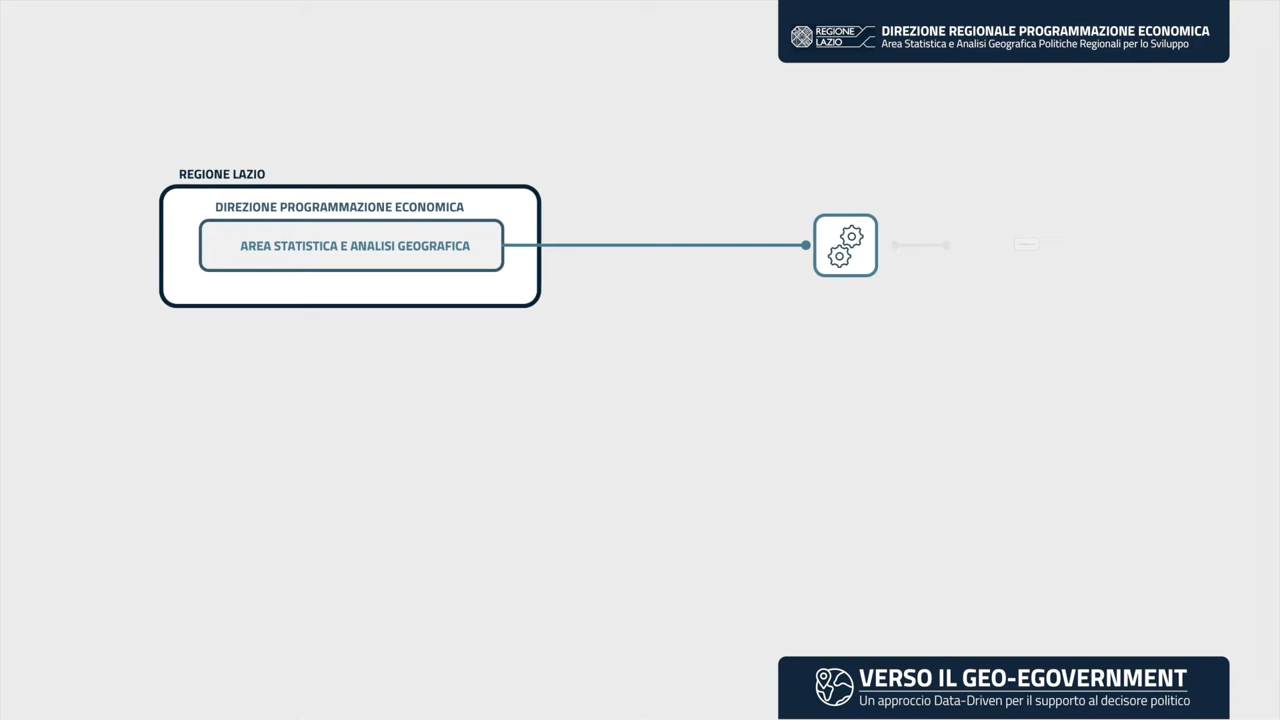 REGIONE
LAZIO
DIREZIONE REGIONALE PROGRAMMAZIONE ECONOMICA
Area Statistica e Analisi Geografica Politiche Regionali per lo Sviluppo
REGIONE LAZIO
DIREZIONE PROGRAMMAZIONE ECONOMICA
AREA STATISTICA E ANALISI GEOGRAFICA
VERSO IL GEO-EGOVERNMENT
Un approccio Data-Driven per il supporto al decisore politico